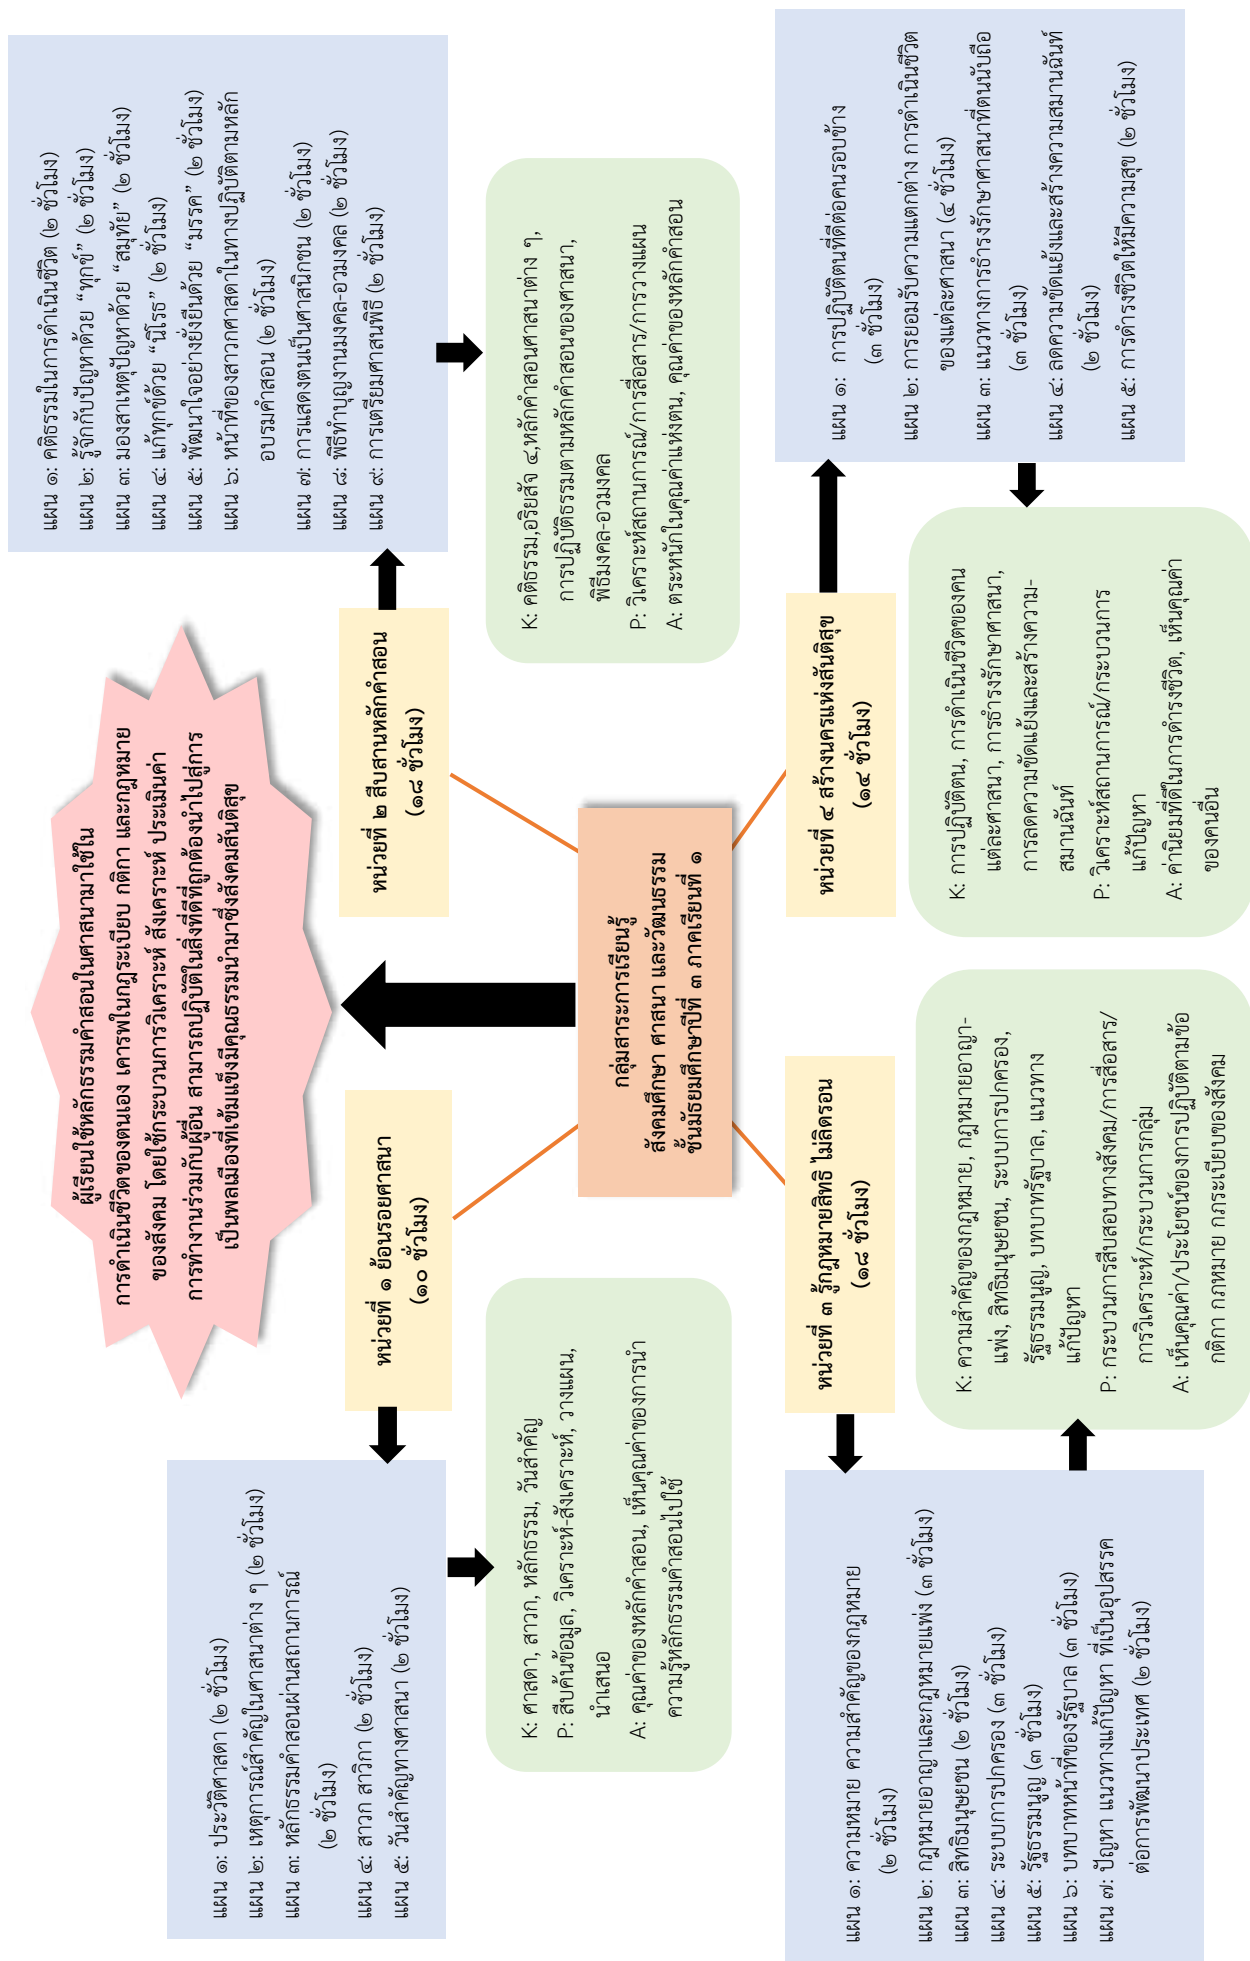 ผู้เรียนใช้หลักธรรมคำสอนในศาสนามาใช้ใน
การดำเนินชีวิตของตนเอง เคารพในกฎระเบียบ กติกา และกฎหมาย
ของสังคม โดยใช้กระบวนการวิเคราะห์ สังเคราะห์ ประเมินค่า
การทำงานร่วมกับผู้อื่น สามารถปฏิบัติในสิ่งที่ดีที่ถูกต้องนำไปสู่การ
เป็นพลเมืองที่เข้มแข็งมีคุณธรรมนำมาซึ่งสังคมสันติสุข
กลุ่มสาระการเรียนรู้
สังคมศึกษา ศาสนา และวัฒนธรรม
ชั้นมัธยมศึกษาปีที่ ๓ ภาคเรียนที่ ๑
หน่วยที่ ๑ ย้อนรอยศาสนา
(๑๐ ชั่วโมง)
แผน ๑: ประวัติศาสดา (๒ ชั่วโมง)
แผน ๒: เหตุการณ์สำคัญในศาสนาต่าง ๆ (๒ ชั่วโมง)
แผน ๓: หลักธรรมคำสอนผ่านสถานการณ์
(๒ ชั่วโมง)
แผน ๔: สาวก สาวิกา (๒ ชั่วโมง)
แผน ๕: วันสำคัญทางศาสนา (๒ ชั่วโมง)
K: ศาสดา, สาวก, หลักธรรม, วันสำคัญ
P: สืบค้นข้อมูล, วิเคราะห์-สังเคราะห์, วางแผน,
นำเสนอ
A: คุณค่าของหลักคำสอน, เห็นคุณค่าของการนำ
ความรู้หลักธรรมคำสอนไปใช้
หน่วยที่ ๒ สืบสานหลักคำสอน
(๑๘ ชั่วโมง)
แผน ๑: คติธรรมในการดำเนินชีวิต (๒ ชั่วโมง)
แผน ๒: รู้จักกับปัญหาด้วย “ทุกข์” (๒ ชั่วโมง)
แผน ๓: มองสาเหตุปัญหาด้วย “สมุทัย” (๒ ชั่วโมง)
แผน ๔: แก้ทุกข์ด้วย “นิโรธ” (๒ ชั่วโมง)
แผน ๕: พัฒนาใจอย่างยั่งยืนด้วย “มรรค” (๒ ชั่วโมง)
แผน ๖: หน้าที่ของสาวกศาสดาในทางปฏิบัติตามหลัก
อบรมคำสอน (๒ ชั่วโมง)
แผน ๗: การแสดงตนเป็นศาสนิกชน (๒ ชั่วโมง)
แผน ๘: พิธีทำบุญงานมงคล-อวมงคล (๒ ชั่วโมง)
แผน ๙: การเตรียมศาสนพิธี (๒ ชั่วโมง)
K: คติธรรม,อริยสัจ ๔,หลักคำสอนศาสนาต่าง ๆ,
การปฏิบัติธรรมตามหลักคำสอนของศาสนา,
พิธีมงคล-อวมงคล
P: วิเคราะห์สถานการณ์/การสื่อสาร/การวางแผน
A: ตระหนักในคุณค่าแห่งตน, คุณค่าของหลักคำสอน
หน่วยที่ ๓ รู้กฎหมายสิทธิ ไม่ลิดรอน
(๑๘ ชั่วโมง)
แผน ๑: ความหมาย ความสำคัญของกฎหมาย
(๒ ชั่วโมง)
แผน ๒: กฎหมายอาญาและกฎหมายแพ่ง (๓ ชั่วโมง)
แผน ๓: สิทธิมนุษยชน (๒ ชั่วโมง)
แผน ๔: ระบบการปกครอง (๓ ชั่วโมง)
แผน ๕: รัฐธรรมนูญ (๓ ชั่วโมง)
แผน ๖: บทบาทหน้าที่ของรัฐบาล (๓ ชั่วโมง)
แผน ๗: ปัญหา แนวทางแก้ปัญหา ที่เป็นอุปสรรค
ต่อการพัฒนาประเทศ (๒ ชั่วโมง)
K: ความสำคัญของกฎหมาย, กฎหมายอาญา-
แพ่ง, สิทธิมนุษยชน, ระบบการปกครอง,
รัฐธรรมนูญ, บทบาทรัฐบาล, แนวทาง
แก้ปัญหา
P: กระบวนการสืบสอบทางสังคม/การสื่อสาร/
การวิเคราะห์/กระบวนการกลุ่ม
A: เห็นคุณค่า/ประโยชน์ของการปฏิบัติตามข้อ
กติกา กภหมาย กภระเบียบของสังคม
หน่วยที่ ๔ สร้างนครแห่งสันติสุข
(๑๔ ชั่วโมง)
แผน ๑: การปฏิบัติตนที่ดีต่อคนรอบข้าง
(๓ ชั่วโมง)
แผน ๒: การยอมรับความแตกต่าง การดำเนินชีวิต
ของแต่ละศาสนา (๔ ชั่วโมง)
แผน ๓: แนวทางการธำรงรักษาศาสนาที่ตนนับถือ
(๓ ชั่วโมง)
แผน ๔: ลดความขัดแย้งและสร้างความสมานฉันท์
(๒ ชั่วโมง)
แผน ๕: การดำรงชีวิตให้มีความสุข (๒ ชั่วโมง)
K: การปฏิบัติตน, การดำเนินชีวิตของคน
แต่ละศาสนา, การธำรงรักษาศาสนา,
การลดความขัดแย้งและสร้างความ-
สมานฉันท์
P: วิเคราะห์สถานการณ์/กระบวนการ
แก้ปัญหา
A: ค่านิยมที่ดีในการดำรงชีวิต, เห็นคุณค่า
ของคนอื่น